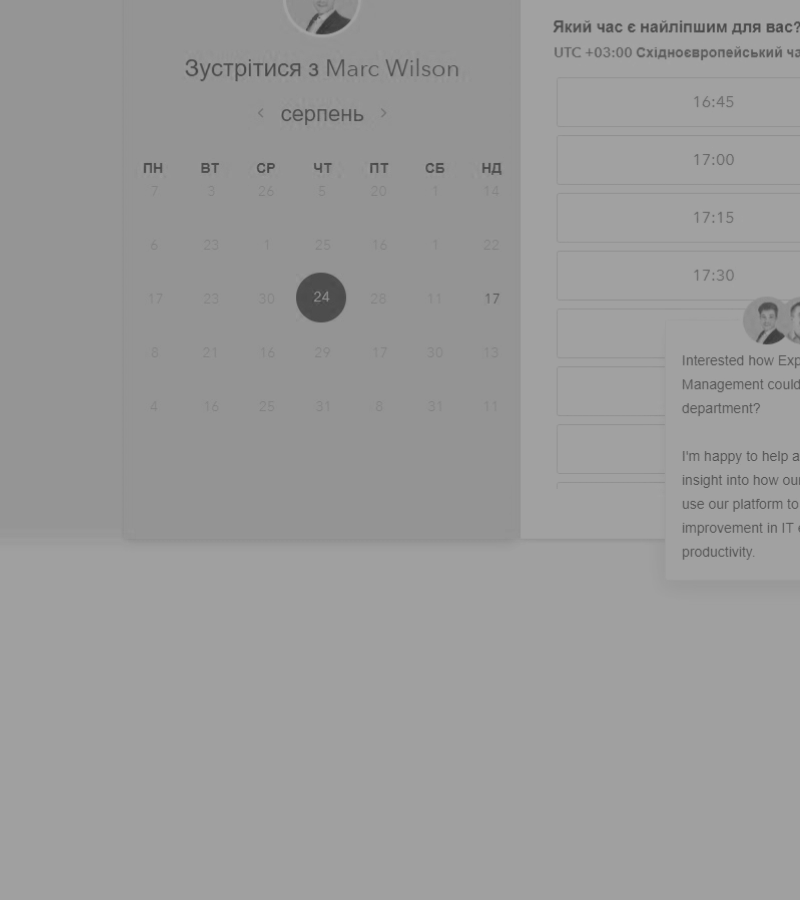 Зустрітися з Marc Wilson
серпень
ПН ВТ СР ЧТ ПТ СБ НД
7 3 26 5 20 1 14
6 23 1 25 16 1 22
17 23 30 24 28 11 17
8 21 16 29 17 30 13
4 16 25 31 8 31 11
Який час є найліпшим для вас?
UTC +03:00 Східноєвропейський ча
16:45
17:00
17:15
17:30
Interested how Exp
Management could
department?
I'm happy to help a
insight into how ou
use our platform to
improvement in IT e
productivity.